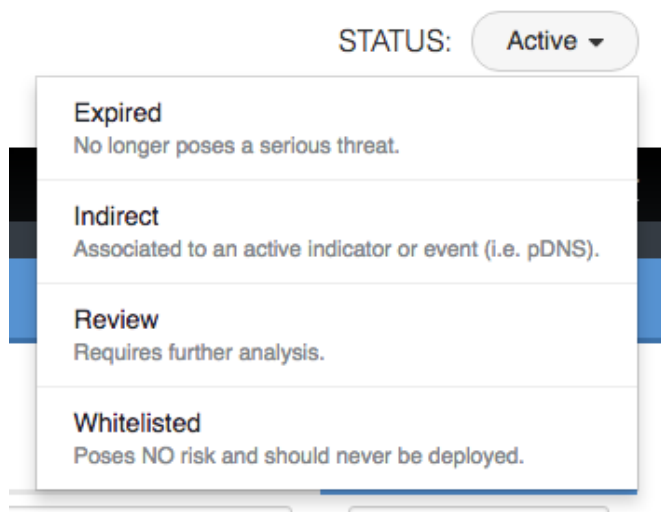 STATUS: Active
Expired
No longer poses a serious threat.
Indirect
Associated to an active indicator or event (i.e. pDNS).
Review
Requires further analysis.
Whitelisted
Poses NO risk and should never be deployed.